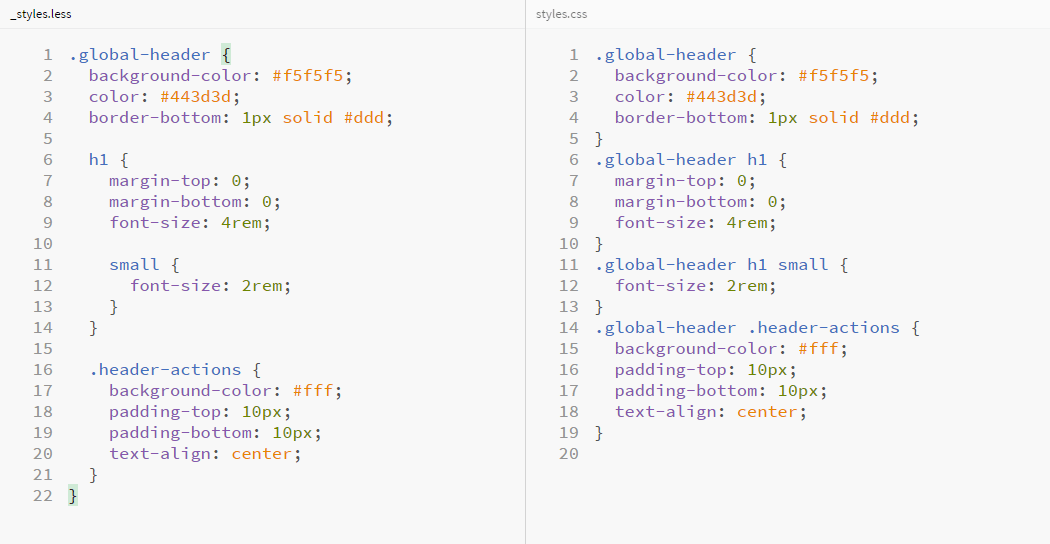 _styles.less
1 .global-header {
2   background-color: #f5f5f5;
3   color: #443d3d;
4   border-bottom: 1px solid #ddd;
5
6   h1 {
7     margin-top: 0;
8     margin-bottom: 0;
9     font-size: 4rem;
10
11     small {
12       font-size: 2rem;
13     }
14   }
15
16   .header-actions {
17     background-color: #fff;
18     padding-top: 10px;
19     padding-bottom: 10px;
20     text-align: center;
21   }
22 }
styles.css
1 .global-header {
2   background-color: #f5f5f5;
3   color: #443d3d;
4   border-bottom: 1px solid #ddd;
5 }
6 .global-header h1 {
7   margin-top: 0;
8   margin-bottom: 0;
9   font-size: 4rem;
10 }
11 .global-header h1 small {
12   font-size: 2rem;
13 }
14 .global-header .header-actions {
15   background-color: #fff;
16   padding-top: 10px;
17   padding-bottom: 10px;
18   text-align: center;
19 }
20